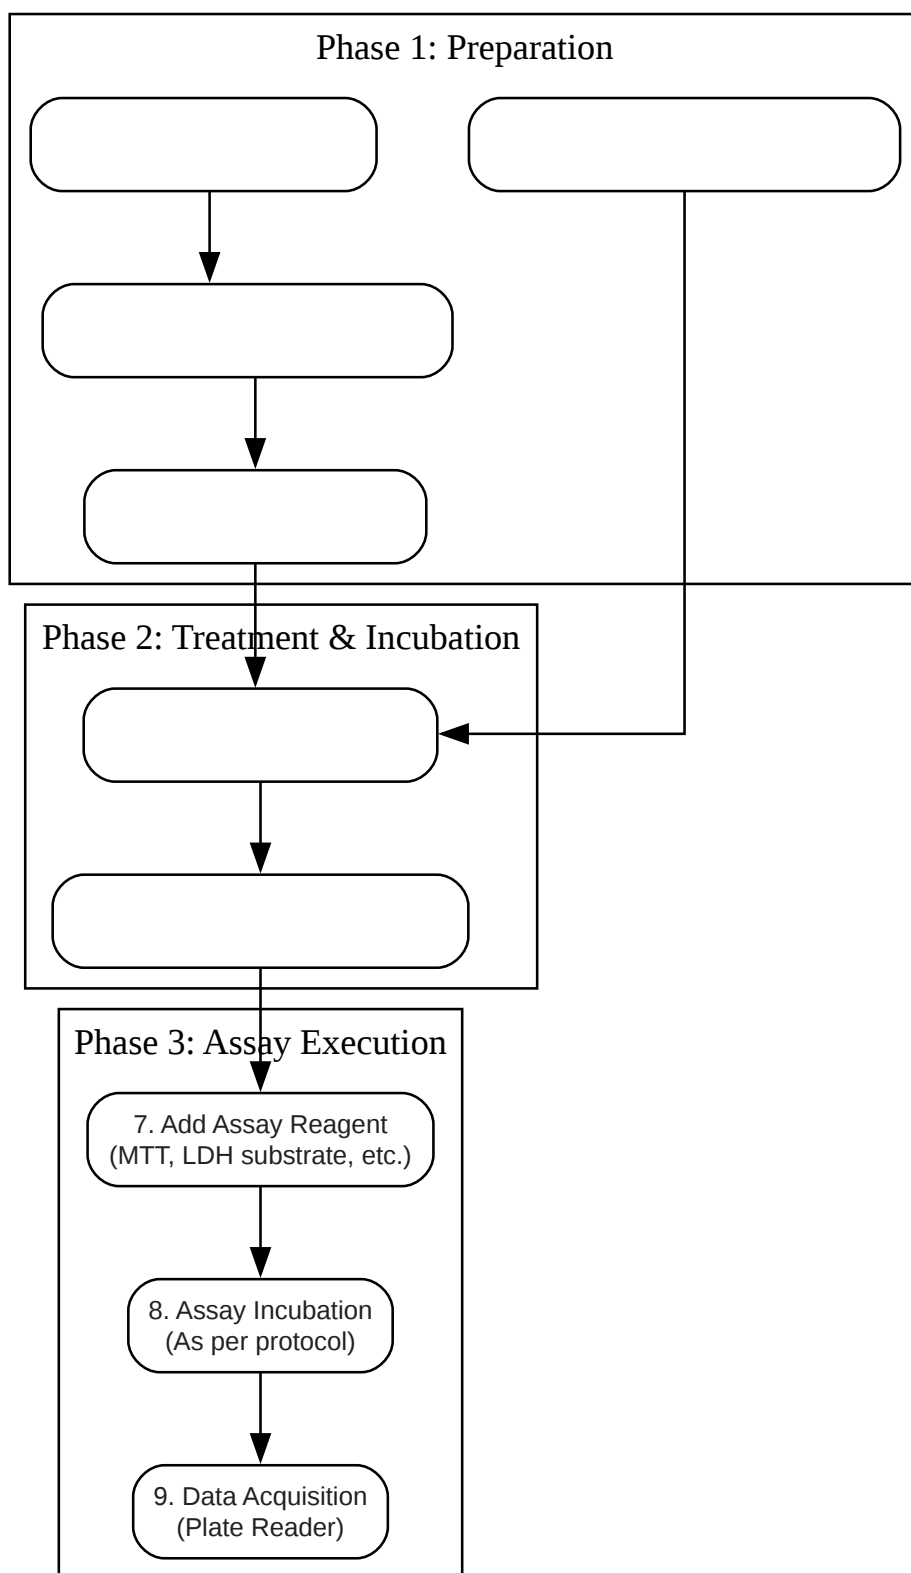 Phase 1: Preparation
Phase 2: Treatment & Incubation
Phase 3: Assay Execution
7. Add Assay Reagent
(MTT, LDH substrate, etc.)
8. Assay Incubation
(As per protocol)
9. Data Acquisition
(Plate Reader)